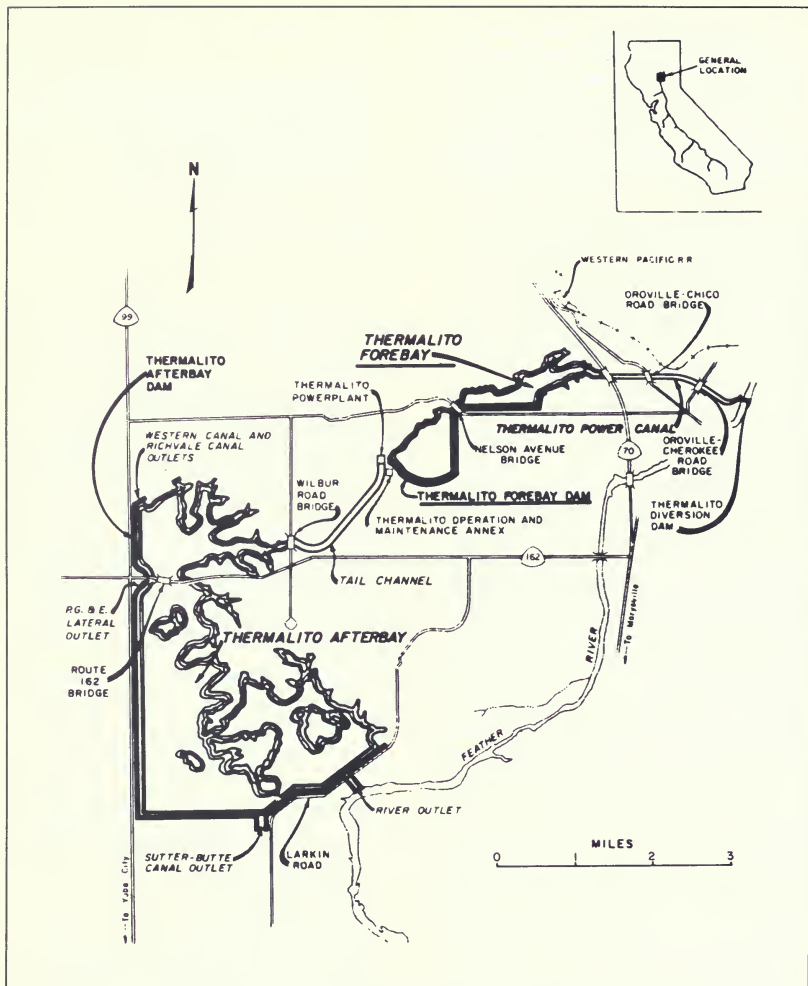 GENERAL
LOCATION
N
WESTERN PACIFIC R R
OROVILLE-CHICO
ROAD BRIDGE
99
THERMALITO
FOREBAY
THERMALITO
AFTERBAY
DAM
THERMALITO
POWERPLANT
WESTERN CANAL AND
RICHVALE CANAL
OUTLETS
THERMALITO POWER CANAL
NELSON AVENUE
BRIDGE
OROVILLE-
CHEROKEE
ROAD
BRIDGE
70
WILBUR
ROAD
BRIDGE
THERMALITO FOREBAY DAM
THERMALITO
DIVERSION
DAM
THERMALITO OPERATION AND
MAINTENANCE ANNEX
162
TAIL CHANNEL
P.G. & E.
LATERAL
OUTLET
THERMALITO AFTERBAY
ROUTE
162
BRIDGE
To Marysville
FEATHER
RIVER
RIVER OUTLET
SUTTER-BUTTE
CANAL OUTLET
LARKIN
ROAD
MILES
0 1 2 3
To Yuba City